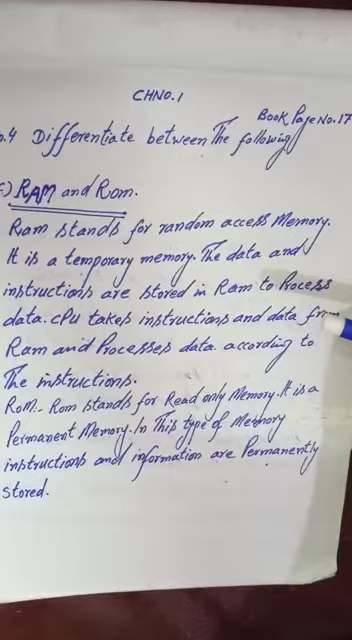 CHNO.1
Book Page No.17
.4 Differentiate between The following
.) RAM and Rom.
Ram stands for random access Memory.
It is a temporary memory. The data and
instructions are stored in Ram to Process
data. CPU takes instructions and data from
Ram and Processes data according to
The instructions.
Rom - Rom stands for Read only Memory. It is a
Permanent Memory. In This type of Memory
instructions and information are Permanently
stored.